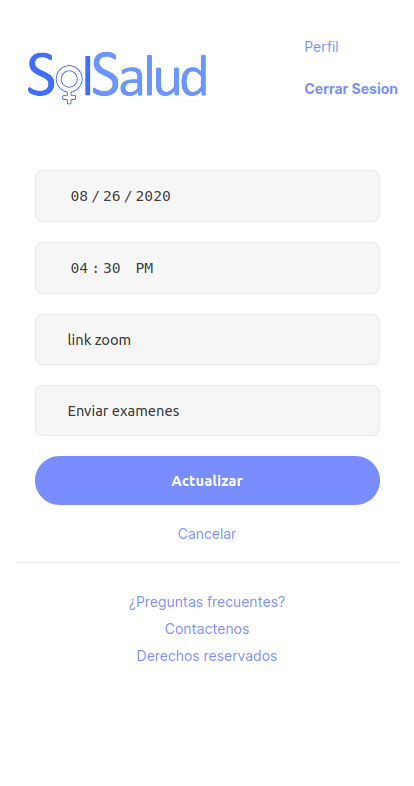 SolSalud
Perfil
Cerrar Sesion
08/26/2020
04:30 PM
link zoom
Enviar examenes
Actualizar
Cancelar
¿Preguntas frecuentes?
Contactenos
Derechos reservados